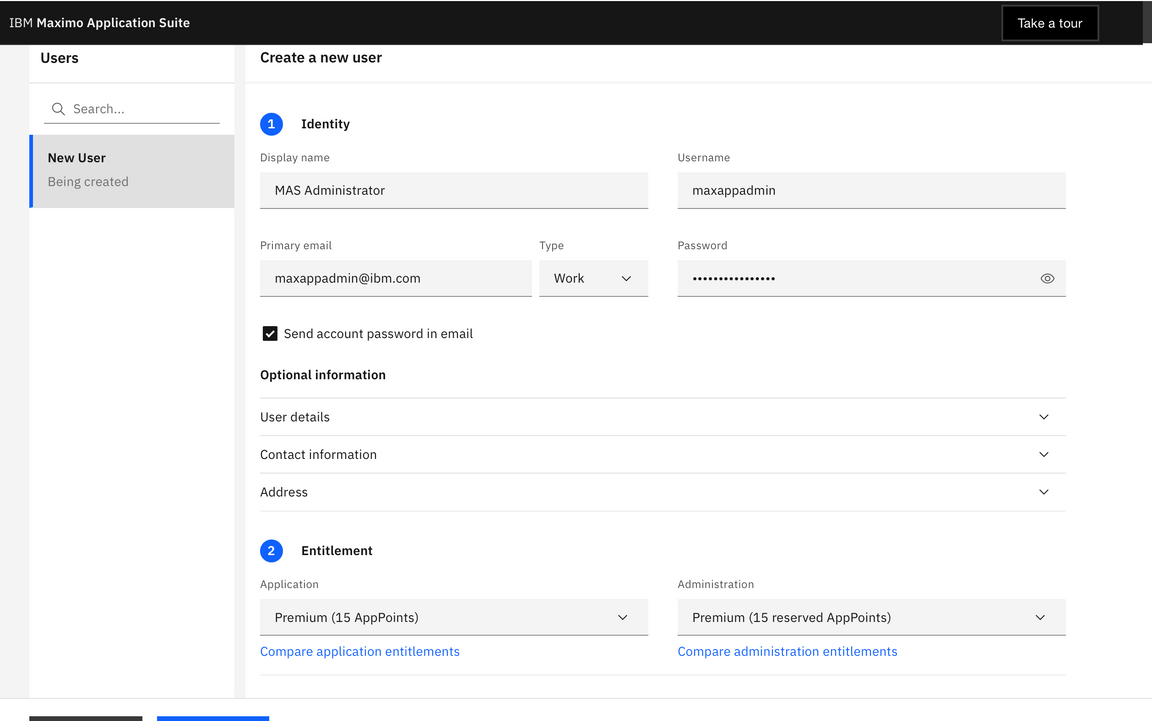 IBM Maximo Application Suite
Take a tour
Users
Create a new user
Search...
New User
Being created
1 Identity
Display name
Username
MAS Administrator
maxappadmin
Primary email
Type
Password
maxappadmin@ibm.com
Work
••••••••••••••••
Send account password in email
Optional information
User details
Contact information
Address
2 Entitlement
Application
Administration
Premium (15 AppPoints)
Premium (15 reserved AppPoints)
Compare application entitlements
Compare administration entitlements